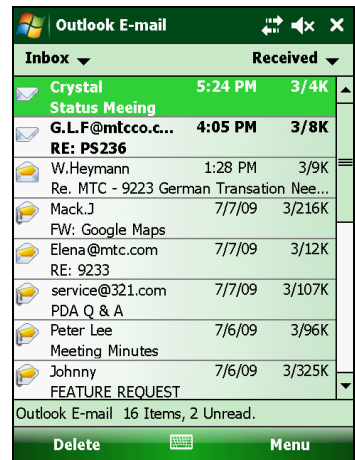 Outlook E-mail
Inbox Received
Crystal 5:24 PM 3/4K
Status Meeing
G.L.F@mtcco.c... 4:05 PM 3/8K
RE: PS236
W.Heymann 1:28 PM 3/9K
Re. MTC - 9223 German Transation Nee...
Mack.J 7/7/09 3/216K
FW: Google Maps
Elena@mtc.com 7/7/09 3/12K
RE: 9233
service@321.com 7/7/09 3/107K
PDA Q & A
Peter Lee 7/6/09 3/96K
Meeting Minutes
Johnny 7/6/09 3/325K
FEATURE REQUEST
Outlook E-mail 16 Items, 2 Unread.
Delete Menu